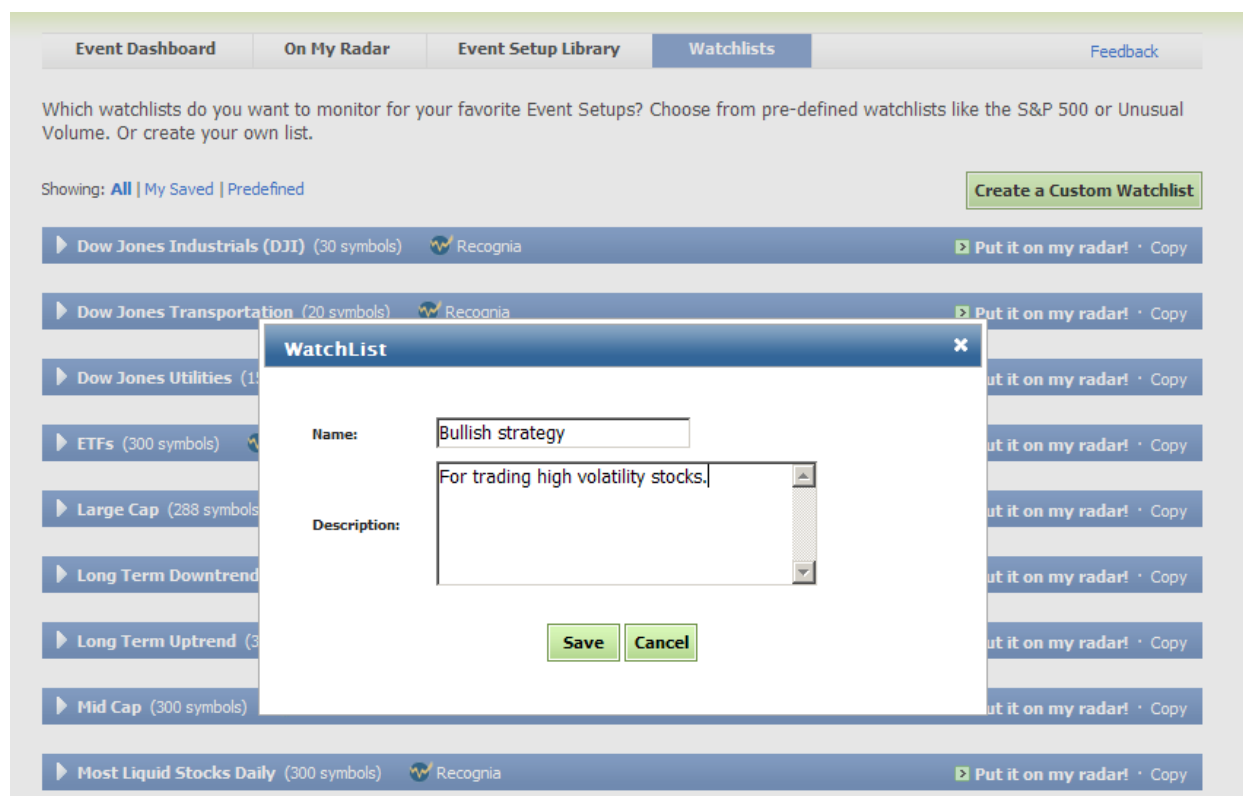 Event Dashboard On My Radar Event Setup Library Watchlists Feedback
Which watchlists do you want to monitor for your favorite Event Setups? Choose from pre-defined watchlists like the S&P 500 or Unusual
Volume. Or create your own list.
Showing: All | My Saved | Predefined Create a Custom Watchlist
Dow Jones Industrials (DJI) (30 symbols) Recognia Put it on my radar! · Copy
Dow Jones Transportation (20 symbols) Recognia Put it on my radar! · Copy
WatchList
Dow Jones Utilities (1 ut it on my radar! · Copy
Name: Bullish strategy
ETFs (300 symbols) ut it on my radar! · Copy
For trading high volatility stocks.
Large Cap (288 symbols ut it on my radar! · Copy
Description:
Long Term Downtrend ut it on my radar! · Copy
Long Term Uptrend (3 ut it on my radar! · Copy
Save Cancel
Mid Cap (300 symbols) ut it on my radar! · Copy
Most Liquid Stocks Daily (300 symbols) Recognia Put it on my radar! · Copy